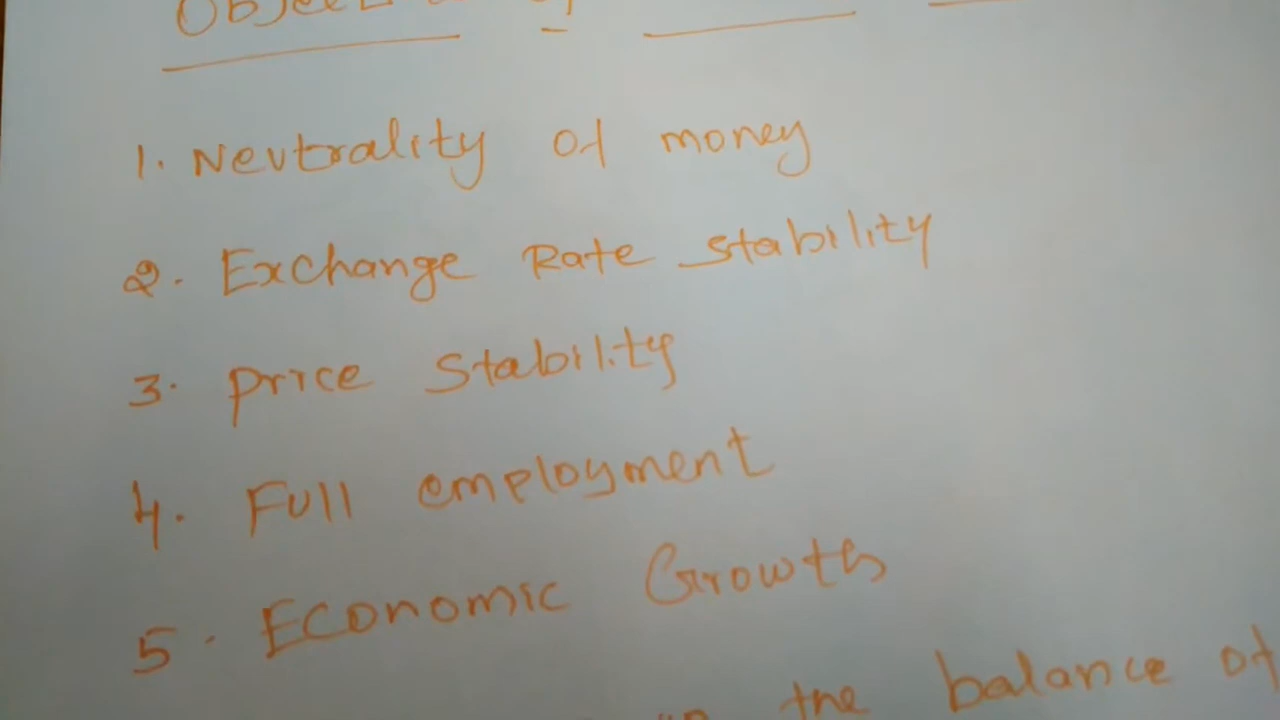 1. Neutrality of money
2. Exchange Rate stability
3. Price Stability
4. Full employment
5. Economic Growth
the balance of